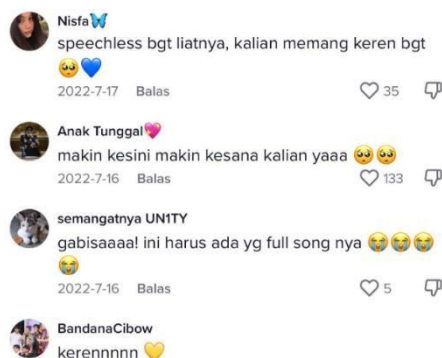 Nisfa🦋
speechless bgt liatnya, kalian memang keren bgt
🥺💙
2022-7-17 Balas 35
Anak Tunggal💖
makin kesini makin kesana kalian yaaa 🥺🥺
2022-7-16 Balas 133
semangatnya UN1TY
gabisaaaa! ini harus ada yg full song nya 😭😭😭
😭
2022-7-16 Balas 5
BandanaCibow
kerennnnn 💛